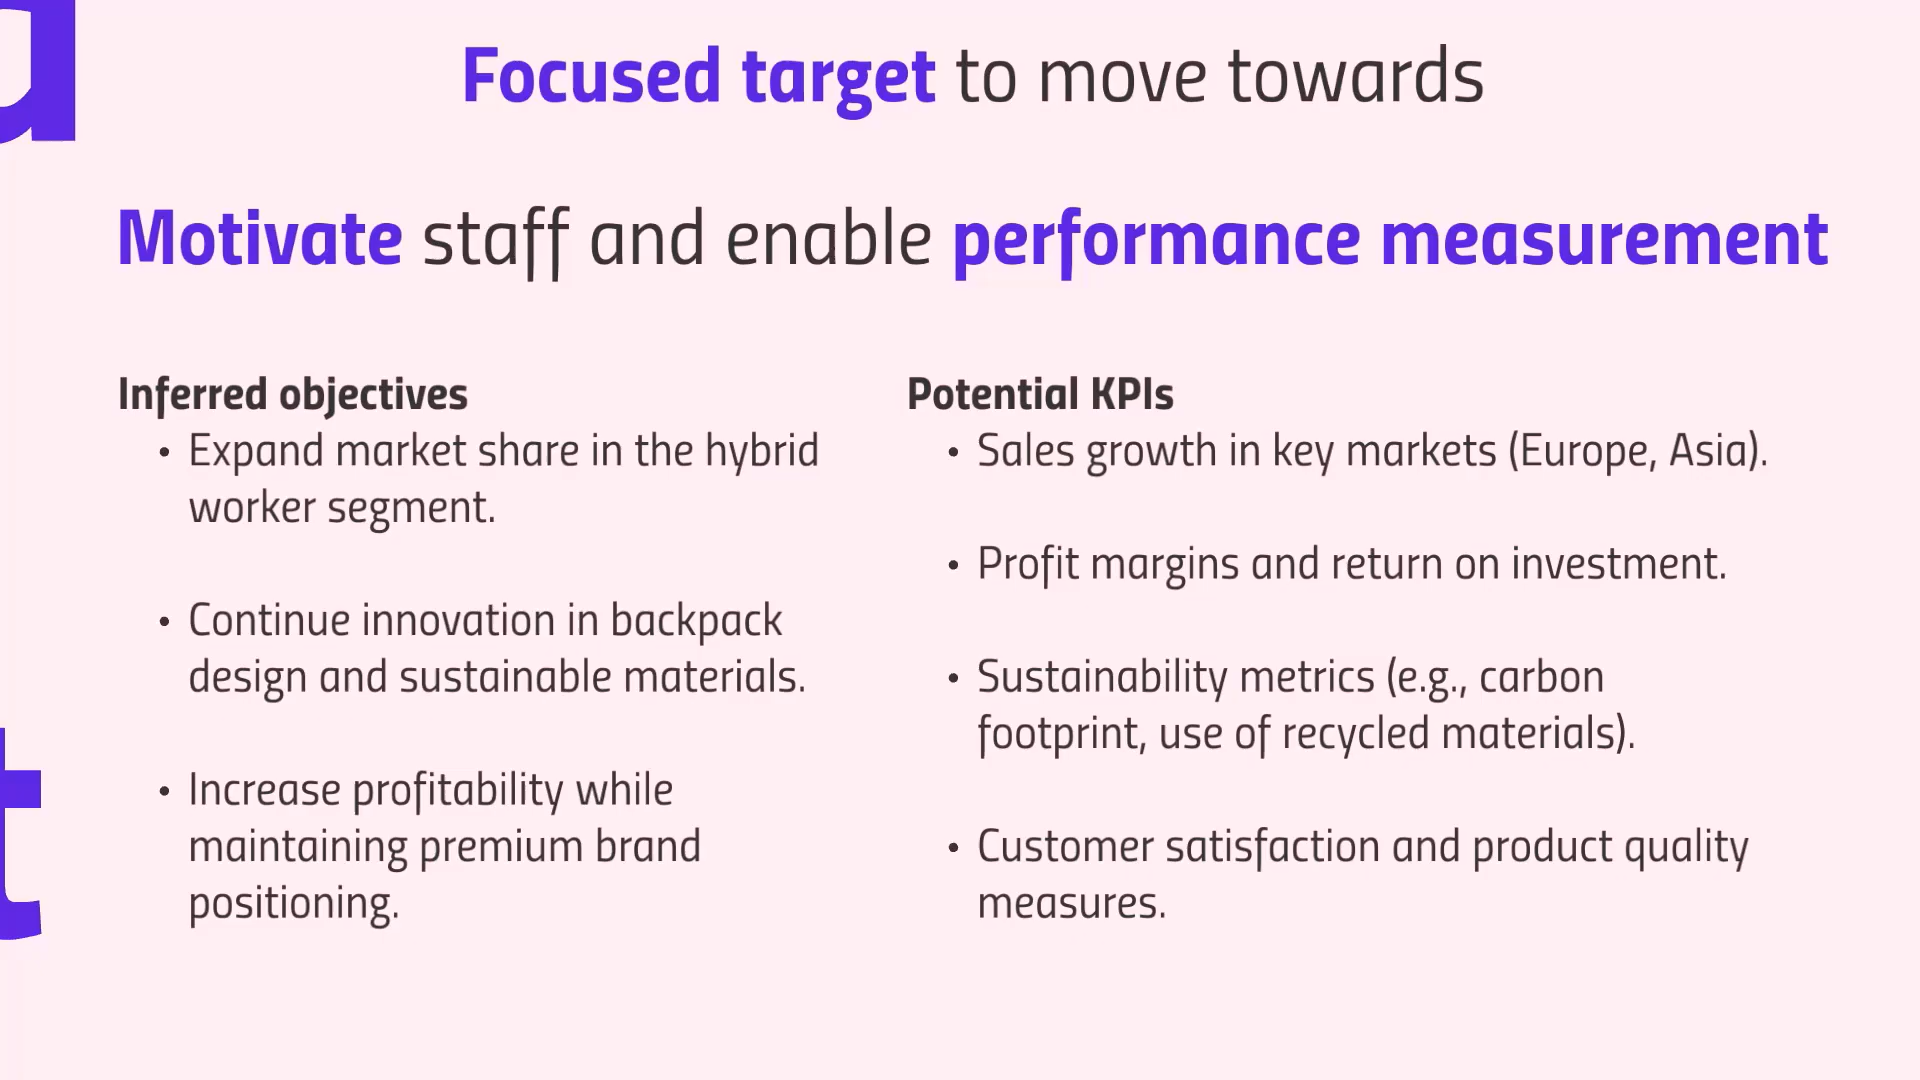 Focused target to move towards
Motivate staff and enable performance measurement
Inferred objectives
• Expand market share in the hybrid
worker segment.
• Continue innovation in backpack
design and sustainable materials.
• Increase profitability while
maintaining premium brand
positioning.
Potential KPIs
• Sales growth in key markets (Europe, Asia).
• Profit margins and return on investment.
• Sustainability metrics (e.g., carbon
footprint, use of recycled materials).
• Customer satisfaction and product quality
measures.
t